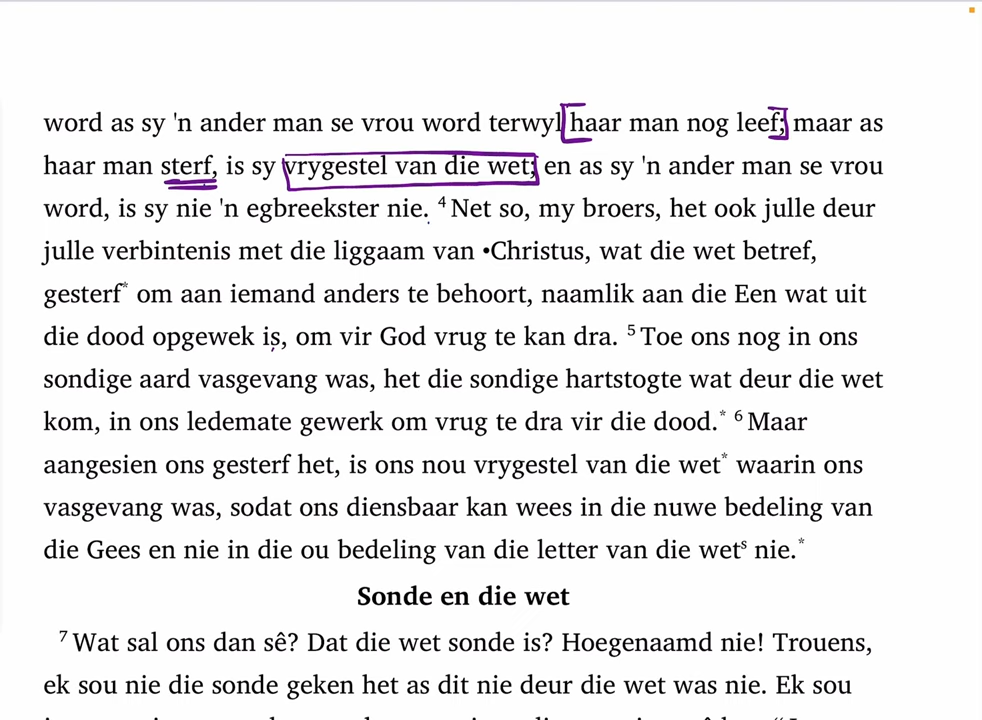 word as sy 'n ander man se vrou word terwyl haar man nog leef; maar as
haar man sterf, is sy vrygestel van die wet; en as sy 'n ander man se vrou
word, is sy nie 'n egbreekster nie. ⁴ Net so, my broers, het ook julle deur
julle verbintenis met die liggaam van •Christus, wat die wet betref,
gesterf* om aan iemand anders te behoort, naamlik aan die Een wat uit
die dood opgewek is, om vir God vrug te kan dra. ⁵ Toe ons nog in ons
sondige aard vasgevang was, het die sondige hartstogte wat deur die wet
kom, in ons ledemate gewerk om vrug te dra vir die dood.* ⁶ Maar
aangesien ons gesterf het, is ons nou vrygestel van die wet* waarin ons
vasgevang was, sodat ons diensbaar kan wees in die nuwe bedeling van
die Gees en nie in die ou bedeling van die letter van die wetˢ nie.*
Sonde en die wet
⁷ Wat sal ons dan sê? Dat die wet sonde is? Hoegenaamd nie! Trouens,
ek sou nie die sonde geken het as dit nie deur die wet was nie. Ek sou